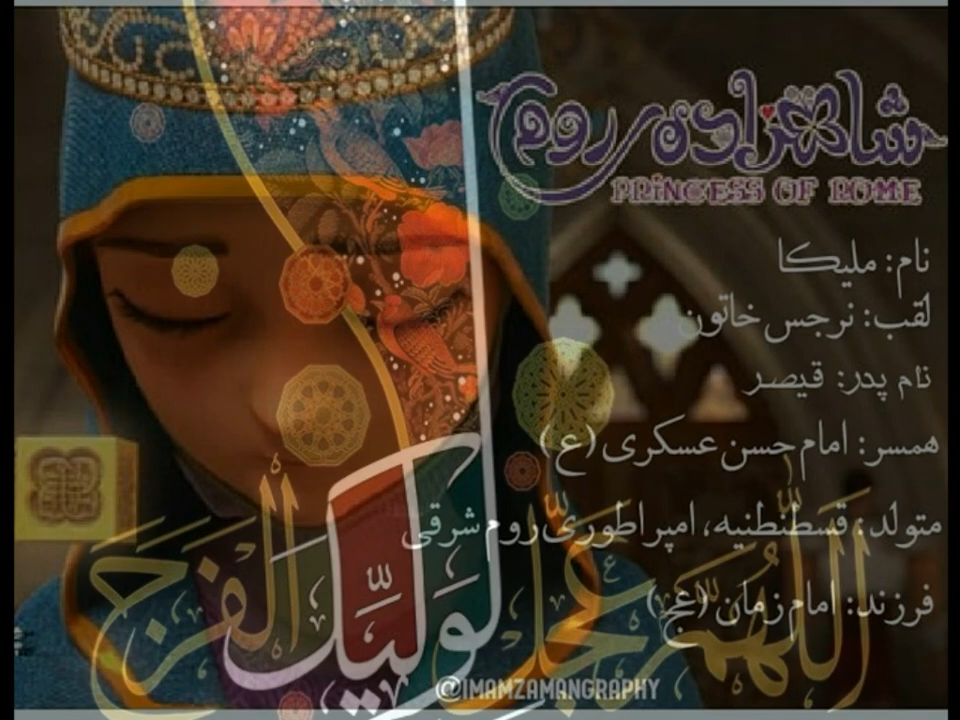 شاهزاده روم
PRINCESS OF ROME
نام: ملیکا
لقب: نرجس خاتون
نام پدر: قیصر
همسر: امام حسن عسکری (ع)
متولد: قسطنطنیه، امپراطوری روم شرقی
فرزند: امام زمان (عج)
اللهم عجل لولیک الفرج
@IMAMZAMANGRAPHY